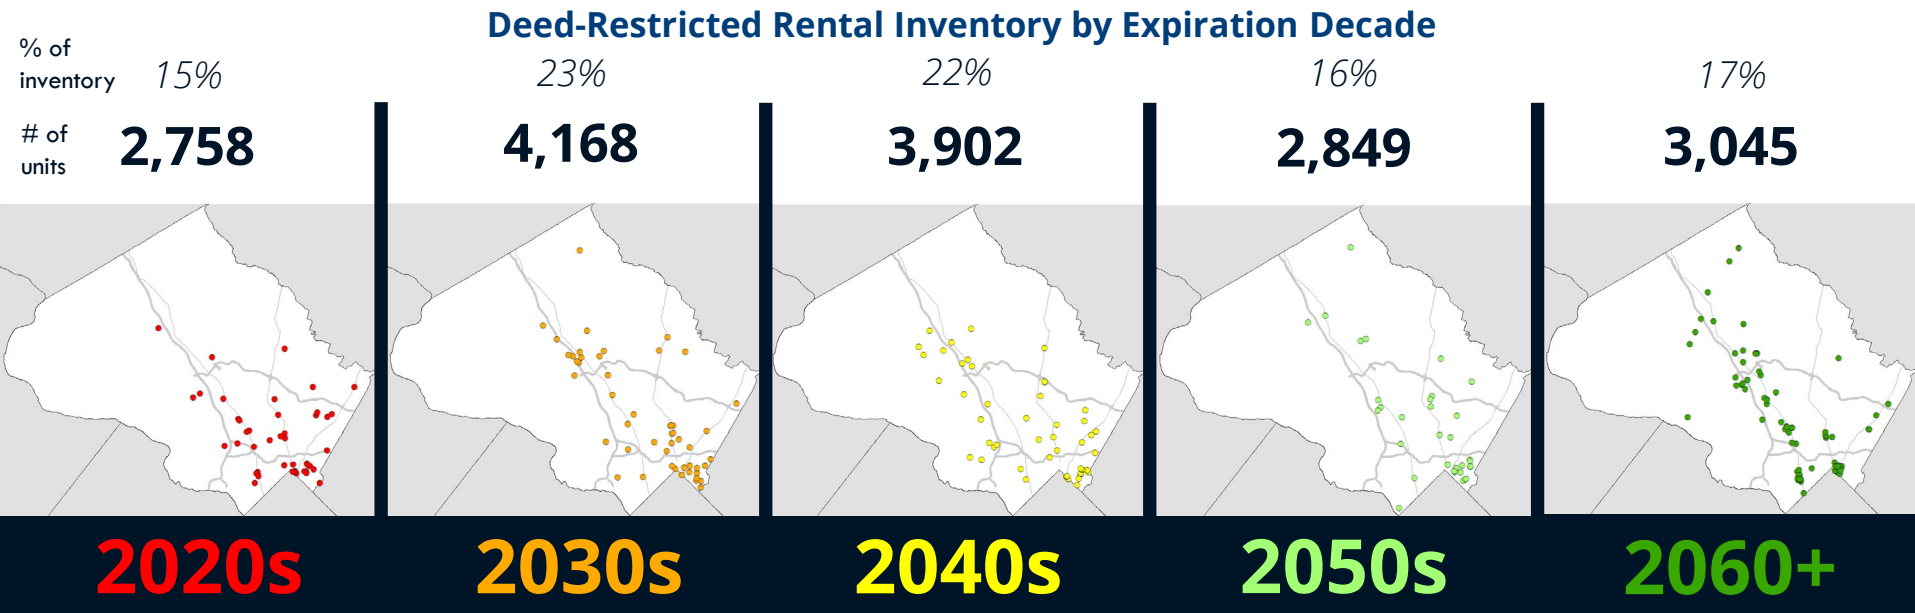 Deed-Restricted Rental Inventory by Expiration Decade
% of
inventory
15%
23%
22%
16%
17%
# of
units
2,758
4,168
3,902
2,849
3,045
2020s
2030s
2040s
2050s
2060+